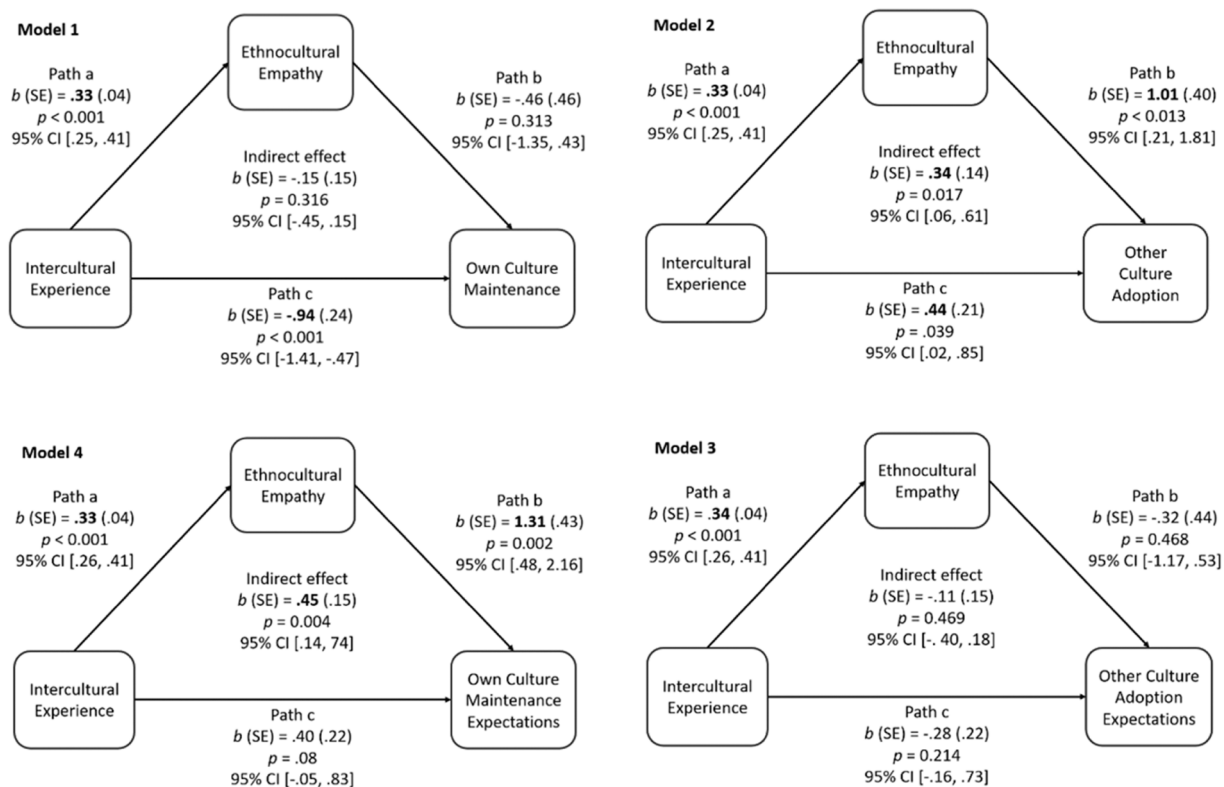 Model 1
Ethnocultural
Empathy
Path a
b (SE) = .33 (.04)
p < 0.001
95% CI [.25, .41]
Path b
b (SE) = -.46 (.46)
p = 0.313
95% CI [-1.35, .43]
Indirect effect
b (SE) = -.15 (.15)
p = 0.316
95% CI [-.45, .15]
Intercultural
Experience
Own Culture
Maintenance
Path c
b (SE) = -.94 (.24)
p < 0.001
95% CI [-1.41, -.47]
Model 2
Ethnocultural
Empathy
Path a
b (SE) = .33 (.04)
p < 0.001
95% CI [.25, .41]
Path b
b (SE) = 1.01 (.40)
p < 0.013
95% CI [.21, 1.81]
Indirect effect
b (SE) = .34 (.14)
p = 0.017
95% CI [.06, .61]
Intercultural
Experience
Other
Culture
Adoption
Path c
b (SE) = .44 (.21)
p = .039
95% CI [.02, .85]
Model 4
Ethnocultural
Empathy
Path a
b (SE) = .33 (.04)
p < 0.001
95% CI [.26, .41]
Path b
b (SE) = 1.31 (.43)
p = 0.002
95% CI [.48, 2.16]
Indirect effect
b (SE) = .45 (.15)
p = 0.004
95% CI [.14, 74]
Intercultural
Experience
Own Culture
Maintenance
Expectations
Path c
b (SE) = .40 (.22)
p = .08
95% CI [-.05, .83]
Model 3
Ethnocultural
Empathy
Path a
b (SE) = .34 (.04)
p < 0.001
95% CI [.26, .41]
Path b
b (SE) = -.32 (.44)
p = 0.468
95% CI [-1.17, .53]
Indirect effect
b (SE) = -.11 (.15)
p = 0.469
95% CI [-. 40, .18]
Intercultural
Experience
Other Culture
Adoption
Expectations
Path c
b (SE) = -.28 (.22)
p = 0.214
95% CI [-.16, .73]